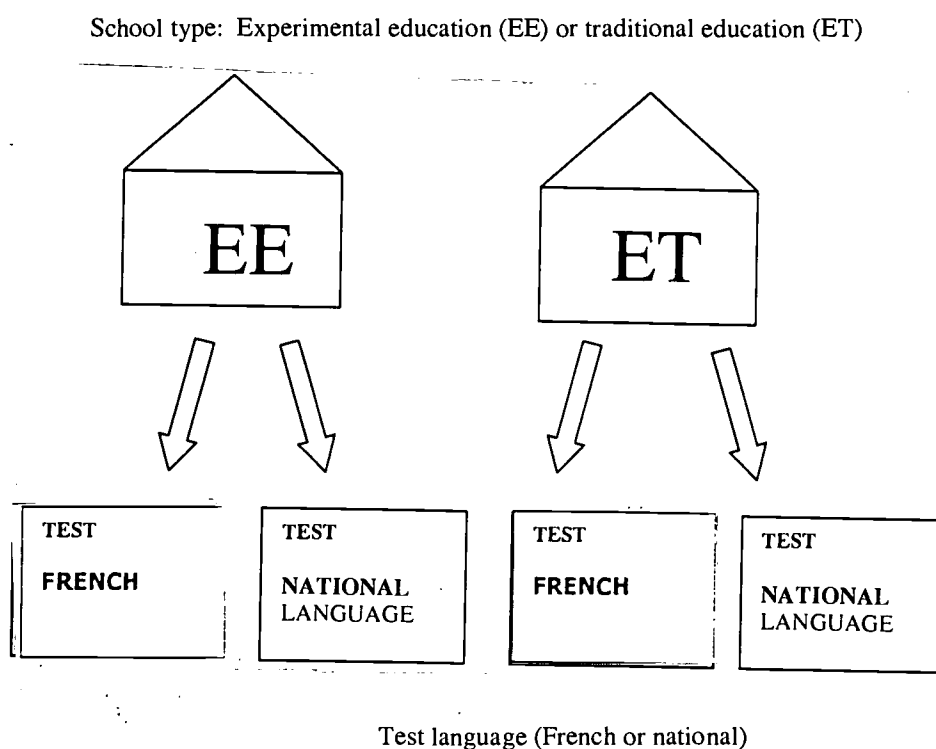 School type: Experimental education (EE) or traditional education (ET)
EE
ET
TEST
FRENCH
TEST
NATIONAL
LANGUAGE
TEST
FRENCH
TEST
NATIONAL
LANGUAGE
Test language (French or national)